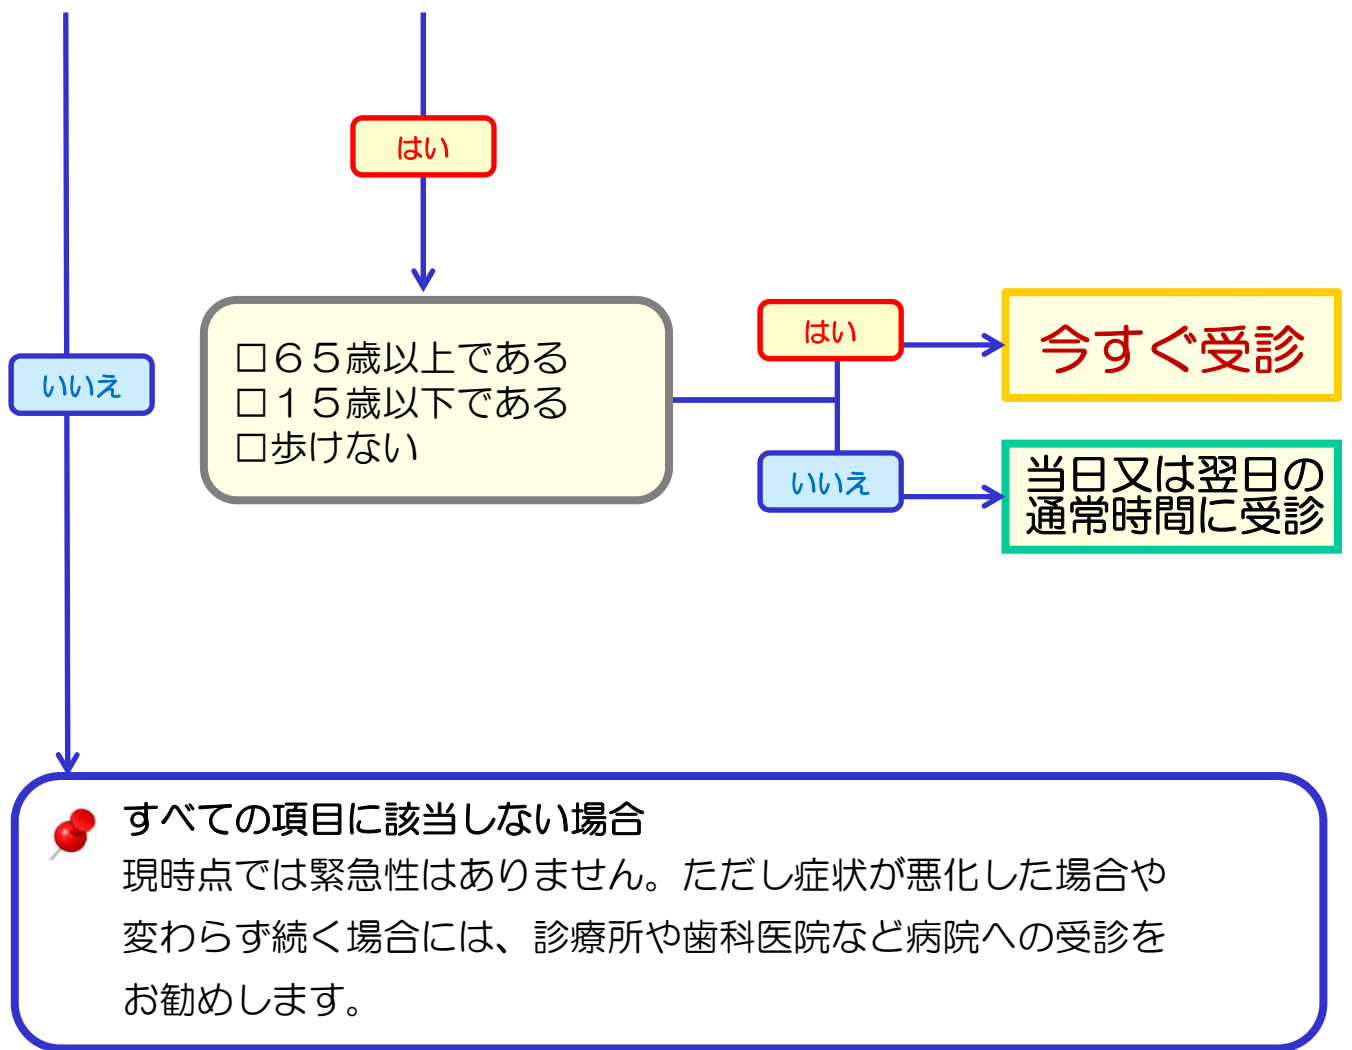 はい
いいえ
□６５歳以上である
□１５歳以下である
□歩けない
はい
今すぐ受診
いいえ
当日又は翌日の
通常時間に受診
すべての項目に該当しない場合
現時点では緊急性はありません。ただし症状が悪化した場合や
変わらず続く場合には、診療所や歯科医院など病院への受診を
お勧めします。